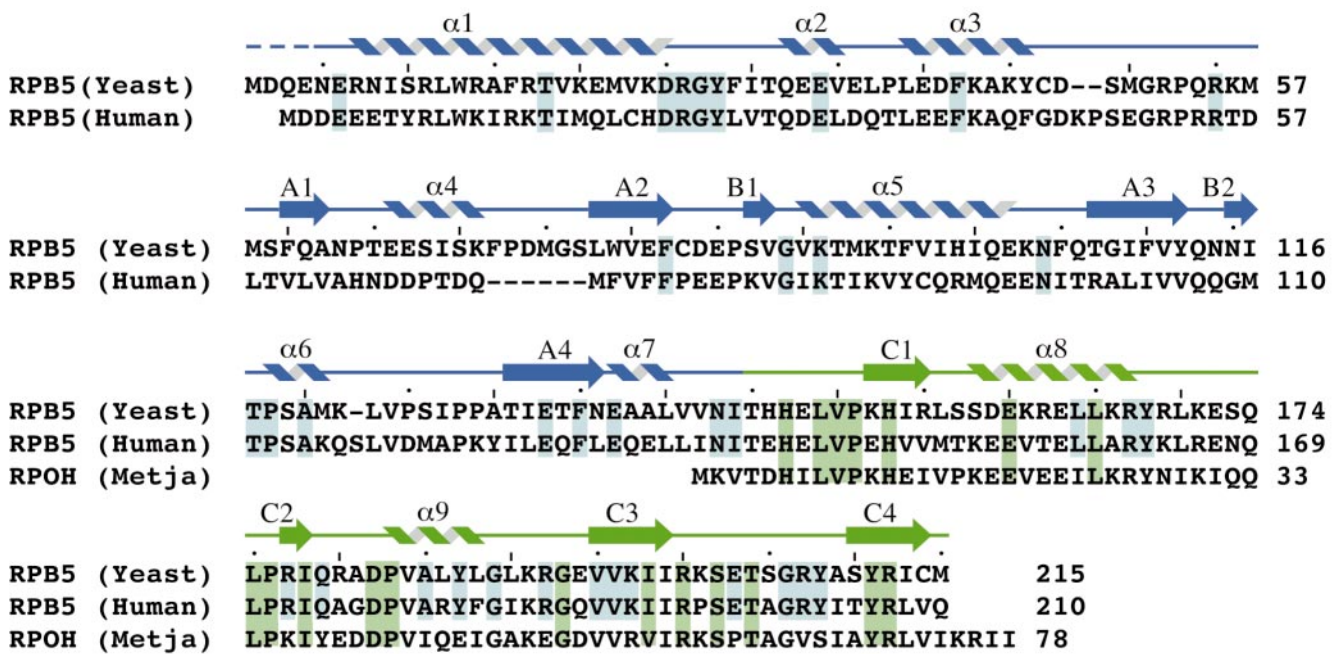 α1 α2 α3
RPB5(Yeast) MDQENERNISRLWRAFRTVKEMVKDRGYFITQEEVELPLEDFKAKYCD--SMGRPQRKM 57
RPB5(Human) MDDEEETYRLWKIRKTIMQLCHDRGYLVTQDELDQTLEEFKAQFGDKPSEGRPRRTD 57
A1 α4 A2 B1 α5 A3 B2
RPB5 (Yeast) MSFQANPTEESISKFPDMGSLWVEFCDEPSVGVKTMKTFVIHIQEKNFQTGIFVYQNNI 116
RPB5 (Human) LTVLVAHNDDPTDQ------MFVFFPEEPKVGIKTIKVYCQRMQEENITRALIVVQQGM 110
α6 A4 α7 C1 α8
RPB5 (Yeast) TPSAMK-LVPSIPPATIETFNEAALVVNITHHELVPKHIRLSSDEKRELLKRYRLKESQ 174
RPB5 (Human) TPSAKQSLVDMAPKYILEQFLEQELLINITEHELVPEHVVMTKEEVTELLARYKLRENQ 169
RPOH (Metja) MKVTDHILVPKHEIVPKEEVEEILKRYNIKIQQ 33
C2 α9 C3 C4
RPB5 (Yeast) LPRIQRADPVALYLGLKRGEVVKIIRKSETSGRYASYRICM 215
RPB5 (Human) LPRIQAGDPVARYFGIKRGQVVKIIRPSETAGRYITYRLVQ 210
RPOH (Metja) LPKIYEDDPVIQEIGAKEGDVVRVIRKSPTAGVSIAYRLVIKRII 78